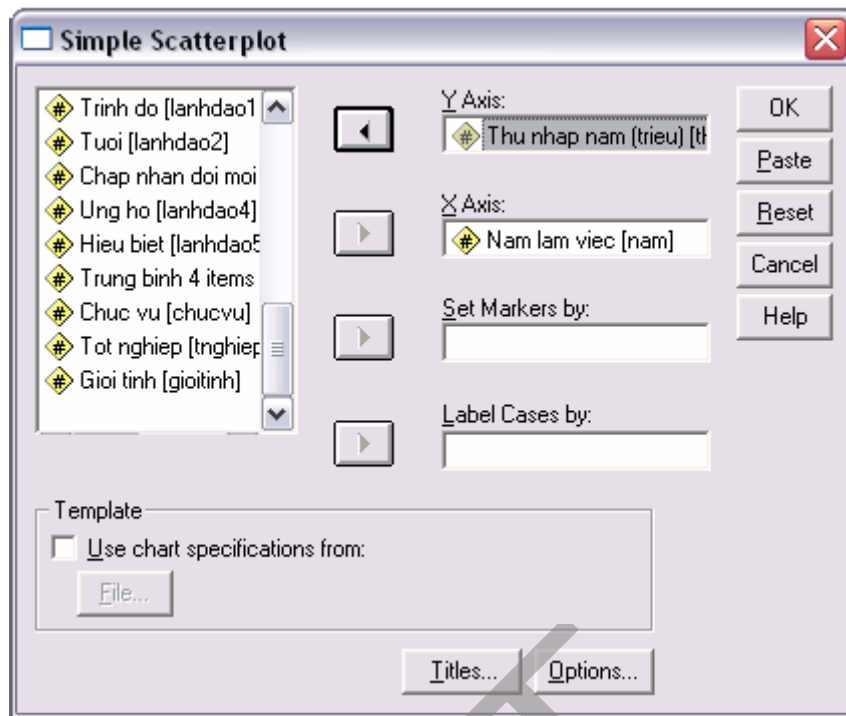 Simple Scatterplot
Trinh do [lanhdao1
Tuoi [lanhdao2]
Chap nhan doi moi
Ung ho [lanhdao4]
Hieu biet [lanhdao5
Trung binh 4 items
Chuc vu [chucvu]
Tot nghiep [tnghiep
Gioi tinh [gioitinh]
Y Axis:
Thu nhap nam (trieu) [th
X Axis:
Nam lam viec [nam]
Set Markers by:
Label Cases by:
OK
Paste
Reset
Cancel
Help
Template
Use chart specifications from:
File...
Titles...
Options...